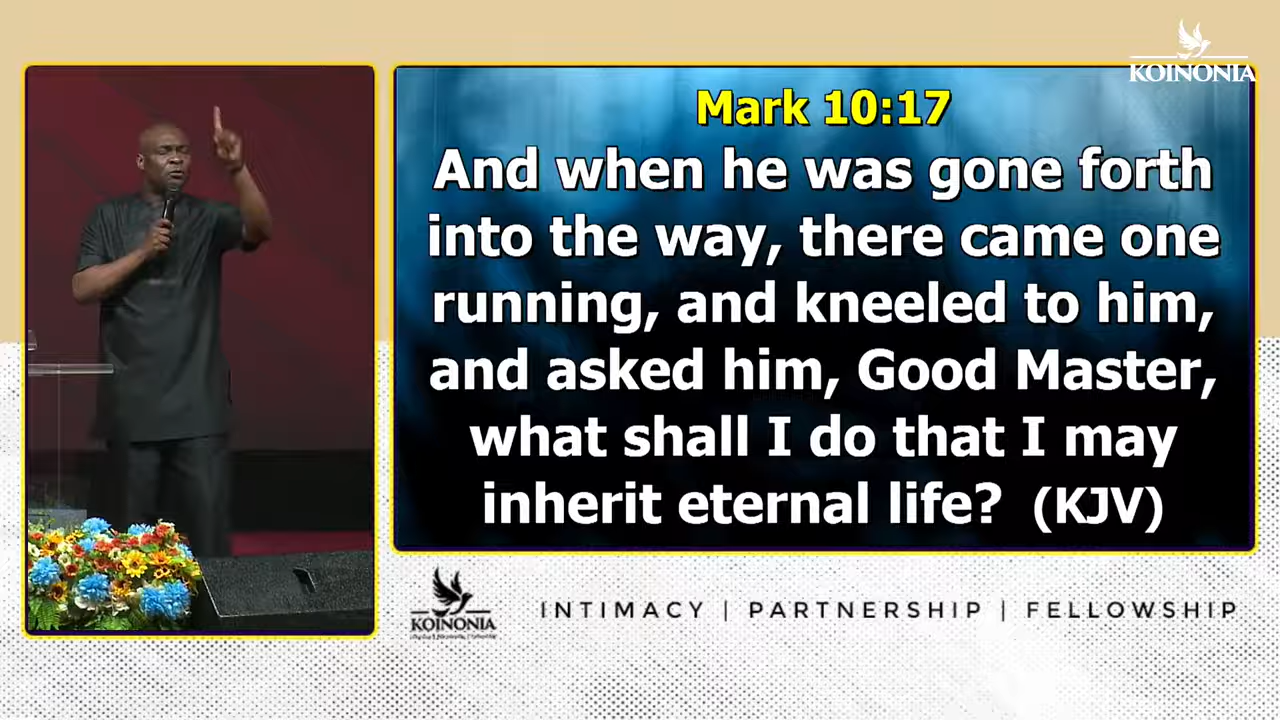 KOINONIA
Mark 10:17
And when he was gone forth
into the way, there came one
running, and kneeled to him,
and asked him, Good Master,
what shall I do that I may
inherit eternal life? (KJV)
KOINONIA
INTIMACY | PARTNERSHIP | FELLOWSHIP